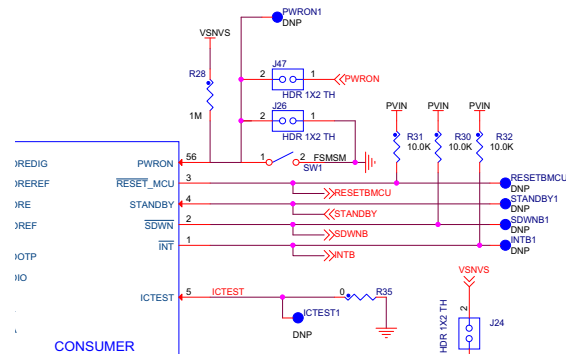 PWRON1
DNP
VSNVS
J47
R28
2 1
PWRON
HDR 1X2 TH
J26
2 1
1M
HDR 1X2 TH
PVIN PVIN PVIN
R31 R30 R32
10.0K 10.0K 10.0K
OREDIG PWRON 56
1 2 FSMSM
SW1
OREREF RESET_MCU 3
RESETBMCU
DNP
RESETBMCU
ORE STANDBY 4
STANDBY1
DNP
STANDBY
OREF SDWN 2
SDWNB1
DNP
SDWNB
INT 1
INTB1
DNP
OOTP
INTB
DIO
VSNVS
ICTEST 5 ICTEST 0 R35
2
ICTEST1
DNP
J24
HDR 1X2 TH
CONSUMER